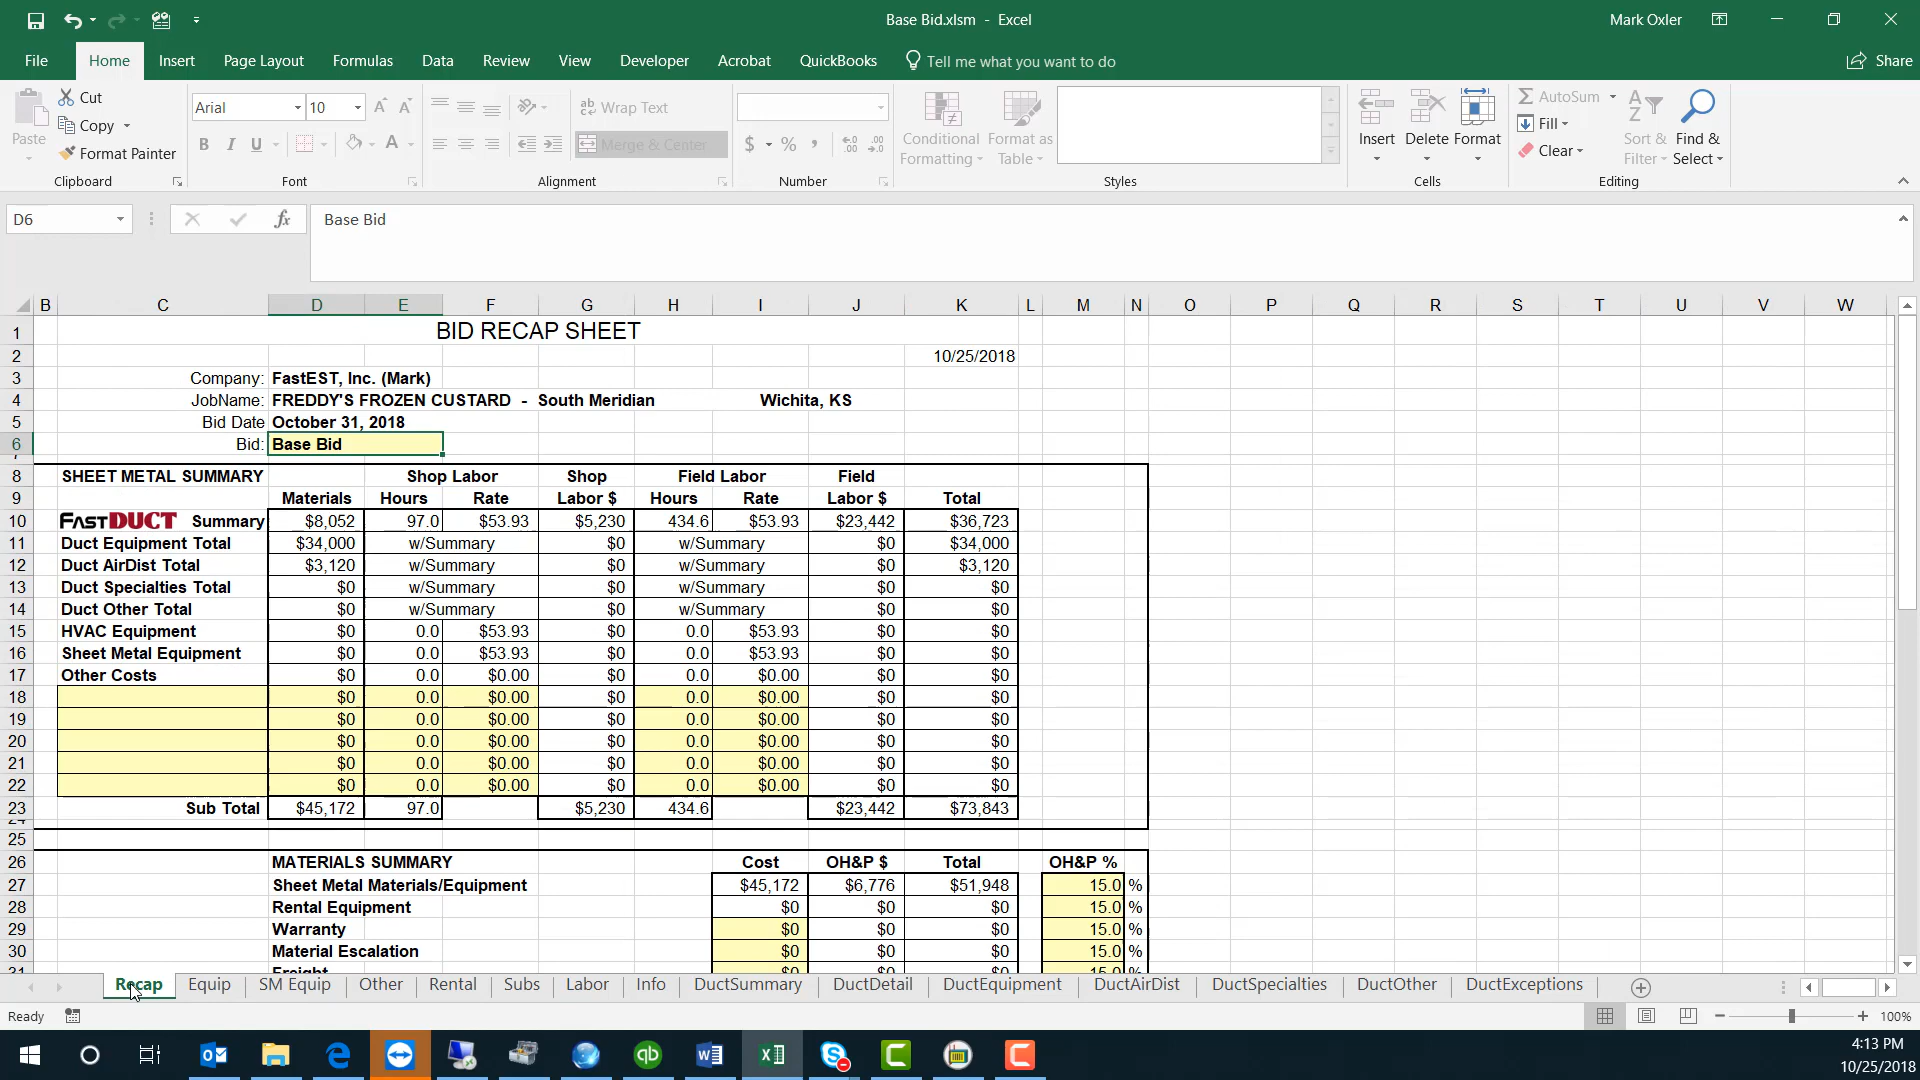 Base Bid.xlsm - Excel
Mark Oxler
File Home Insert Page Layout Formulas Data Review View Developer Acrobat QuickBooks Tell me what you want to do Share
Paste
Cut
Copy
Format Painter
Clipboard
Arial 10
B I U
Font
Wrap Text
Merge & Center
Alignment
$ % ,
Number
Conditional Formatting
Format as Table
Styles
Insert Delete Format
Cells
AutoSum
Fill
Clear
Sort & Filter
Find & Select
Editing
D6 fx Base Bid
B C D E F G H I J K L M N O P Q R S T U V W
1 BID RECAP SHEET
2 10/25/2018
3 Company: FastEST, Inc. (Mark)
4 JobName: FREDDY'S FROZEN CUSTARD - South Meridian Wichita, KS
5 Bid Date October 31, 2018
6 Bid: Base Bid
8 SHEET METAL SUMMARY Shop Labor Shop Field Labor Field
9 Materials Hours Rate Labor $ Hours Rate Labor $ Total
10 FASTDUCT Summary $8,052 97.0 $53.93 $5,230 434.6 $53.93 $23,442 $36,723
11 Duct Equipment Total $34,000 w/Summary $0 w/Summary $0 $34,000
12 Duct AirDist Total $3,120 w/Summary $0 w/Summary $0 $3,120
13 Duct Specialties Total $0 w/Summary $0 w/Summary $0 $0
14 Duct Other Total $0 w/Summary $0 w/Summary $0 $0
15 HVAC Equipment $0 0.0 $53.93 $0 0.0 $53.93 $0 $0
16 Sheet Metal Equipment $0 0.0 $53.93 $0 0.0 $53.93 $0 $0
17 Other Costs $0 0.0 $0.00 $0 0.0 $0.00 $0 $0
18 $0 0.0 $0.00 $0 0.0 $0.00 $0 $0
19 $0 0.0 $0.00 $0 0.0 $0.00 $0 $0
20 $0 0.0 $0.00 $0 0.0 $0.00 $0 $0
21 $0 0.0 $0.00 $0 0.0 $0.00 $0 $0
22 $0 0.0 $0.00 $0 0.0 $0.00 $0 $0
23 Sub Total $45,172 97.0 $5,230 434.6 $23,442 $73,843
25
26 MATERIALS SUMMARY Cost OH&P $ Total OH&P %
27 Sheet Metal Materials/Equipment $45,172 $6,776 $51,948 15.0 %
28 Rental Equipment $0 $0 $0 15.0 %
29 Warranty $0 $0 $0 15.0 %
30 Material Escalation $0 $0 $0 15.0 %
31 Freight $0 $0 $0 15.0 %
Recap Equip SM Equip Other Rental Subs Labor Info DuctSummary DuctDetail DuctEquipment DuctAirDist DuctSpecialties DuctOther DuctExceptions
Ready 100%
4:13 PM
10/25/2018